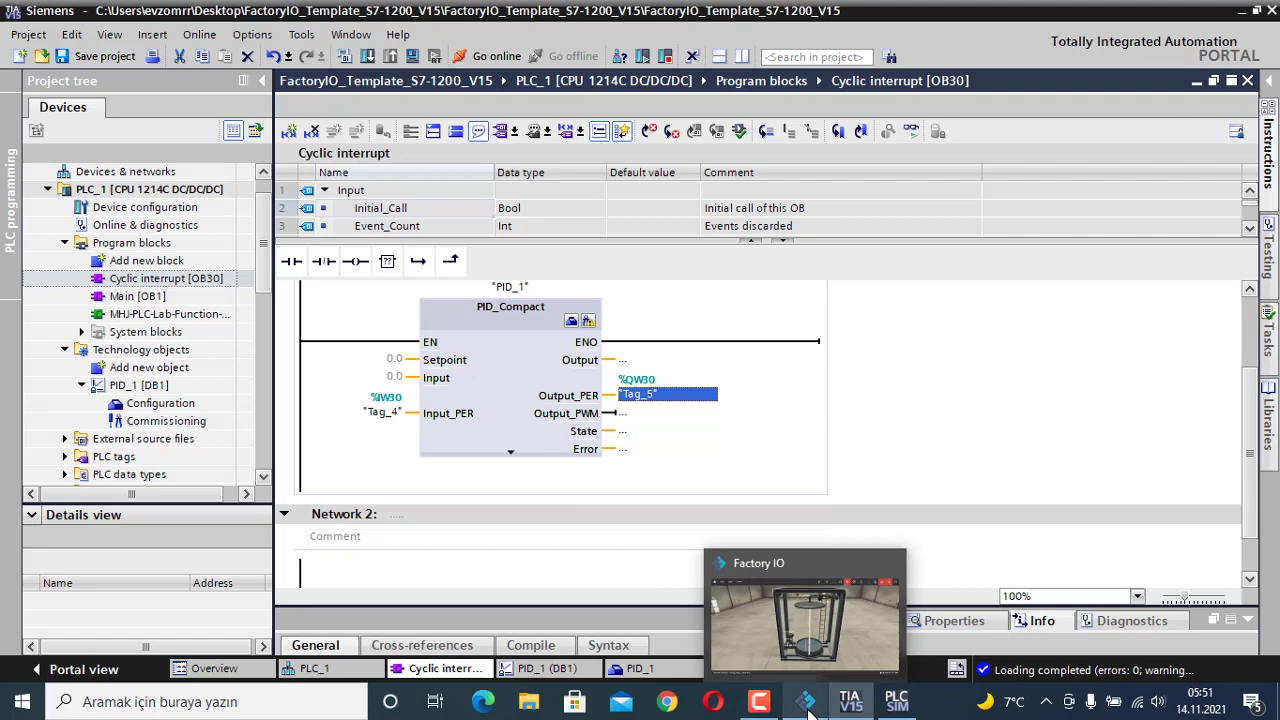 Siemens - C:\Users\evzomrr\Desktop\FactoryIO_Template_S7-1200_V15\FactoryIO_Template_S7-1200_V15\FactoryIO_Template_S7-1200_V15
Project Edit View Insert Online Options Tools Window Help
Totally Integrated Automation
PORTAL
Save project
Go online
Go offline
<Search in project>
Project tree
FactoryIO_Template_S7-1200_V15 PLC_1 [CPU 1214C DC/DC/DC] Program blocks Cyclic interrupt [OB30]
Devices
Devices & networks
PLC_1 [CPU 1214C DC/DC/DC]
Device configuration
Online & diagnostics
Program blocks
Add new block
Cyclic interrupt [OB30]
Main [OB1]
MHJ-PLC-Lab-Function-...
System blocks
Technology objects
Add new object
PID_1 [DB1]
Configuration
Commissioning
External source files
PLC tags
PLC data types
Details view
Name Address
PLC programming
Cyclic interrupt
Name Data type Default value Comment
1 Input
2 Initial_Call Bool Initial call of this OB
3 Event_Count Int Events discarded
??
"PID_1"
PID_Compact
EN ENO
0.0 Setpoint Output ...
0.0 Input
%QW30
Output_PER "Tag_5"
%IW30
"Tag_4" Input_PER Output_PWM ...
State ...
Error ...
Network 2: .....
Comment
Factory IO
100%
Properties Info Diagnostics
General Cross-references Compile Syntax
Instructions
Testing
Tasks
Libraries
Portal view Overview PLC_1 Cyclic interr... PID_1 (DB1) PID_1
Loading completed (errors: 0; warning...
Aramak için buraya yazın
TIA V15
PLC SIM
7°C
05:51
14.11.2021
5